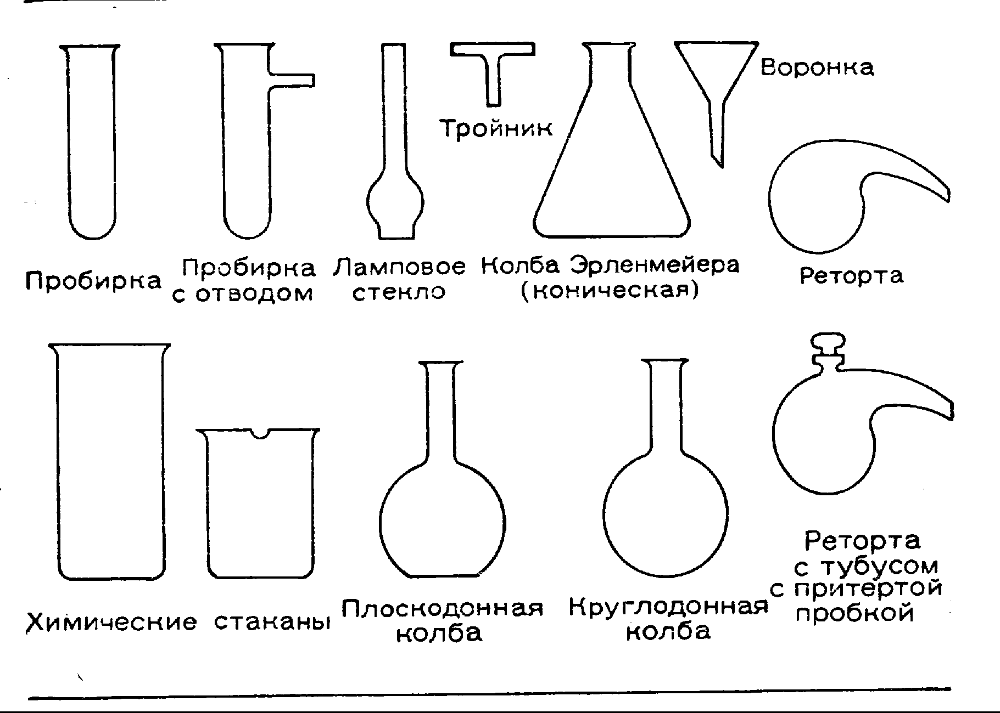 Воронка
Тройник
Пробирка
Пробирка
с отводом
Ламповое
стекло
Колба Эрленмейера
(коническая)
Реторта
Химические стаканы
Плоскодонная
колба
Круглодонная
колба
Реторта
с тубусом
с притёртой
пробкой